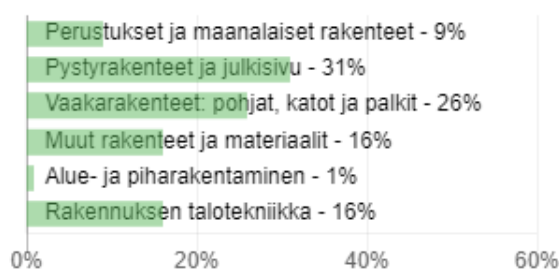 Perustukset ja maanalaiset rakenteet - 9%
Pystyrakenteet ja julkisivu - 31%
Vaakarakenteet: pohjat, katot ja palkit - 26%
Muut rakenteet ja materiaalit - 16%
Alue- ja piharakentaminen - 1%
Rakennuksen talotekniikka - 16%
0% 20% 40% 60%